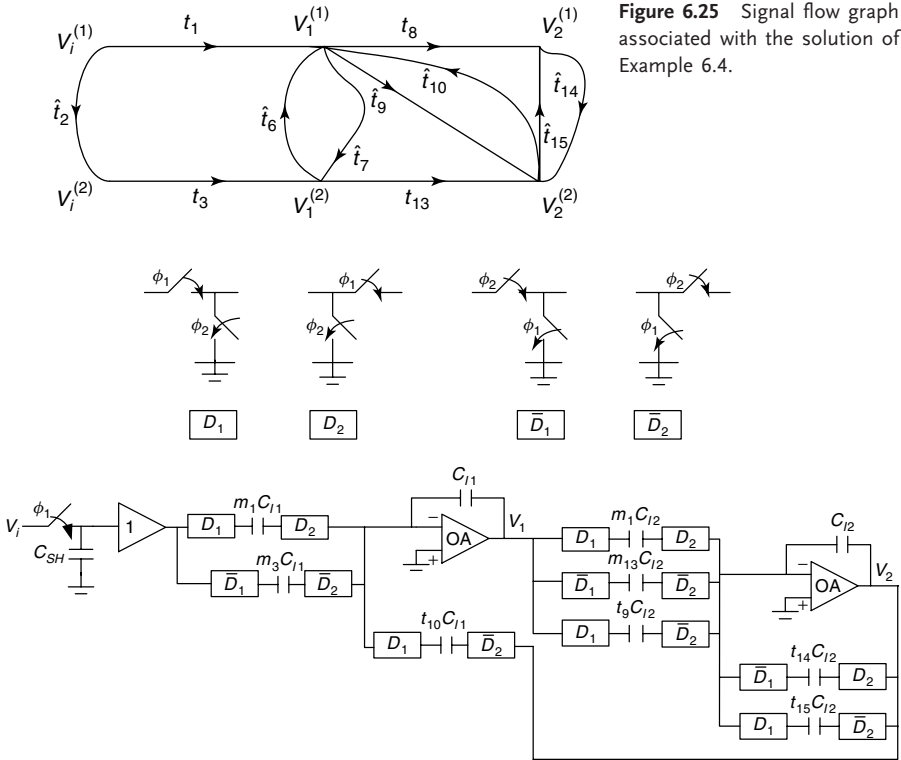 V_i^(1) t_1 V_1^(1) t_8 V_2^(1)
t̂_2 t̂_6 t̂_9 t̂_7 t̂_10 t̂_14 t̂_15
V_i^(2) t_3 V_1^(2) t_13 V_2^(2)
Figure 6.25 Signal flow graph
associated with the solution of
Example 6.4.
ϕ_1 ϕ_2 ϕ_1 ϕ_2 ϕ_2 ϕ_1 ϕ_2 ϕ_1
D_1 D_2 D̅_1 D̅_2
V_i ϕ_1 C_SH 1
D_1 m_1C_I1 D_2
D̅_1 m_3C_I1 D̅_2
C_I1 − + OA V_1
D_1 t_10C_I1 D̅_2
D_1 m_1C_I2 D_2
D̅_1 m_13C_I2 D̅_2
D_1 t_9C_I2 D̅_2
C_I2 − + OA V_2
D̅_1 t_14C_I2 D_2
D_1 t_15C_I2 D̅_2